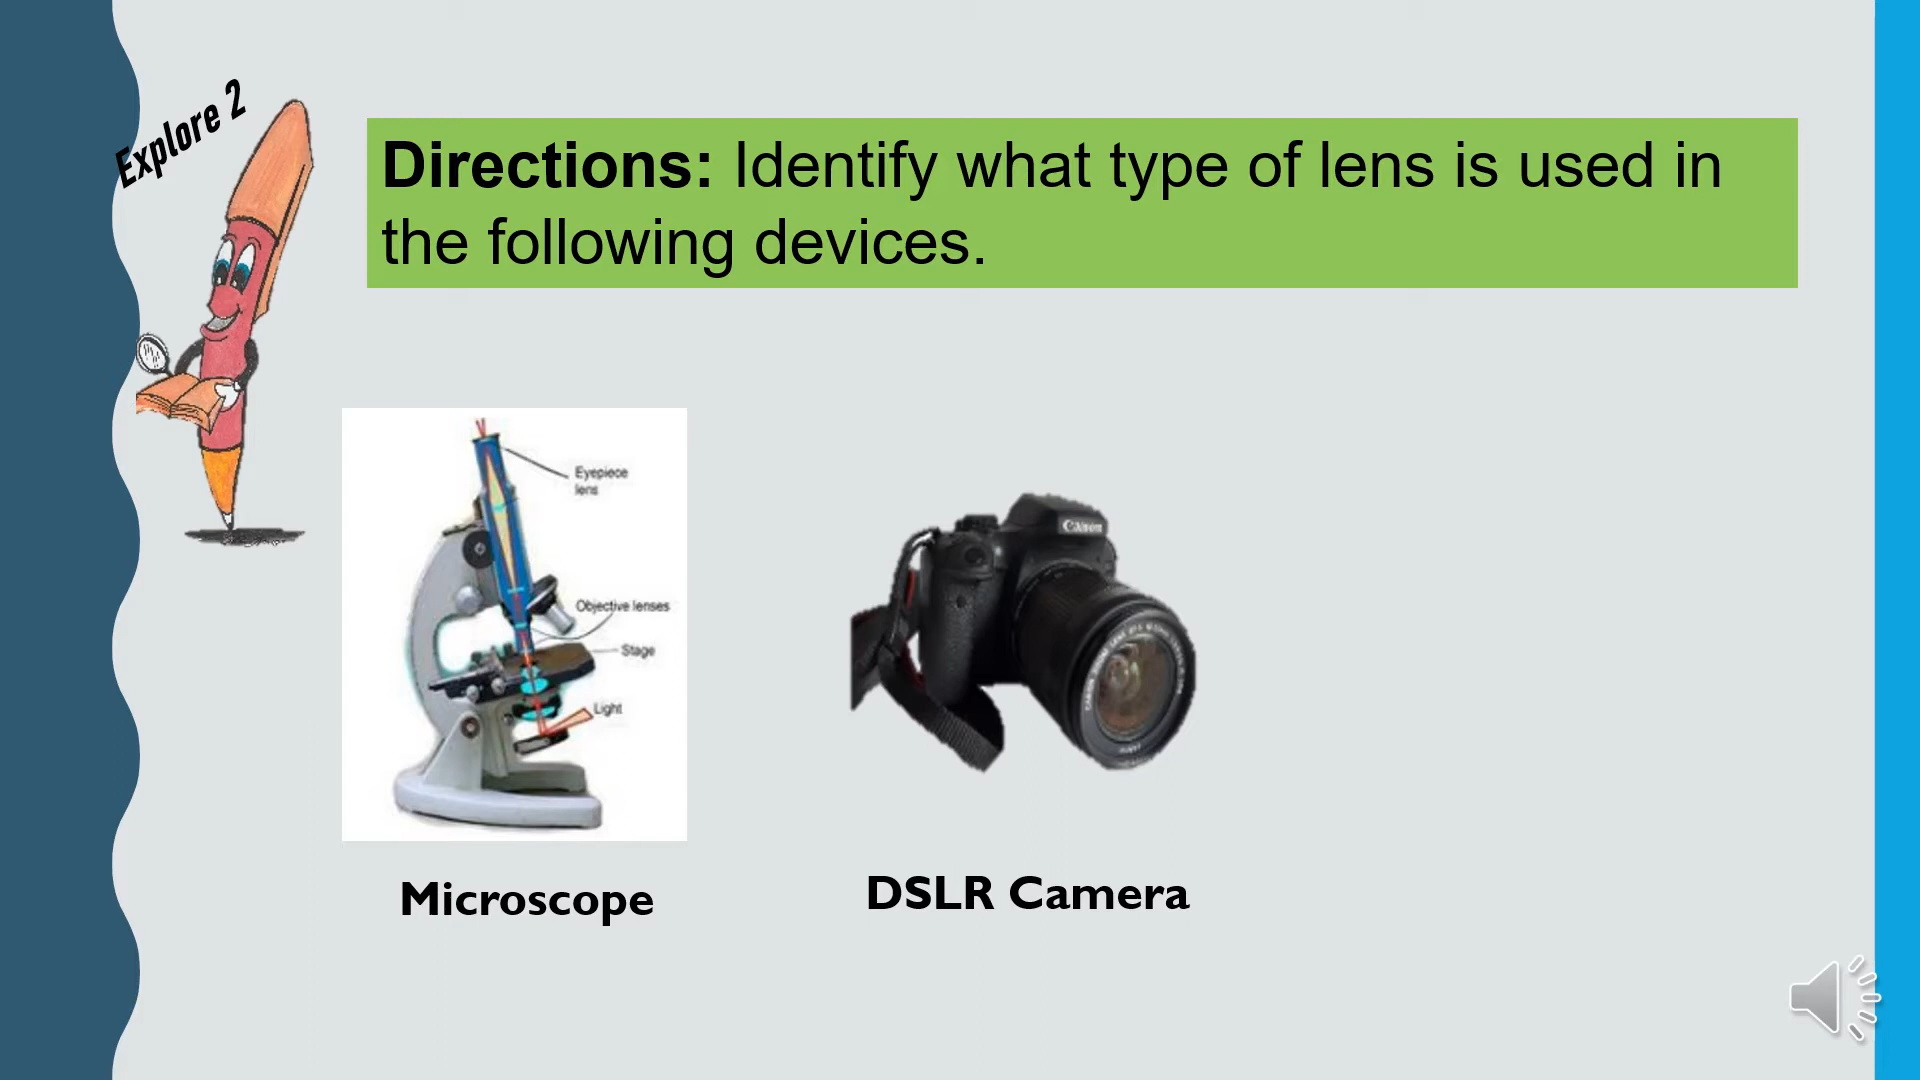 Explore 2
Directions: Identify what type of lens is used in
the following devices.
Eyepiece
lens
Objective lenses
Stage
Light
Canon
Microscope
DSLR Camera